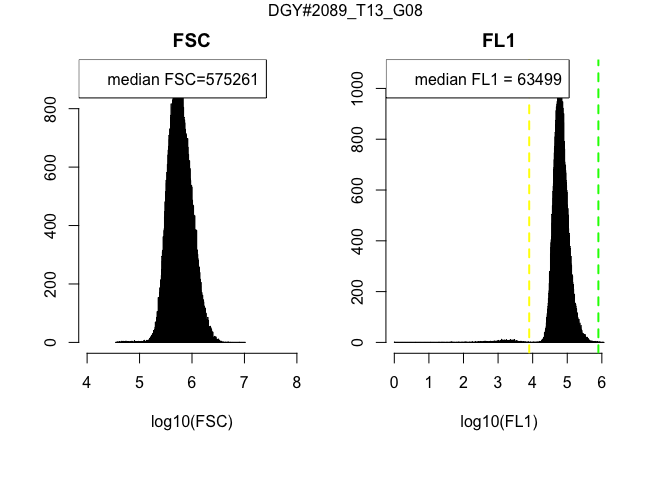 DGY#2089_T13_G08
FSC
median FSC=575261
0 200 400 600 800
4 5 6 7 8
log10(FSC)
FL1
median FL1 = 63499
0 200 400 600 800 1000
0 1 2 3 4 5 6
log10(FL1)